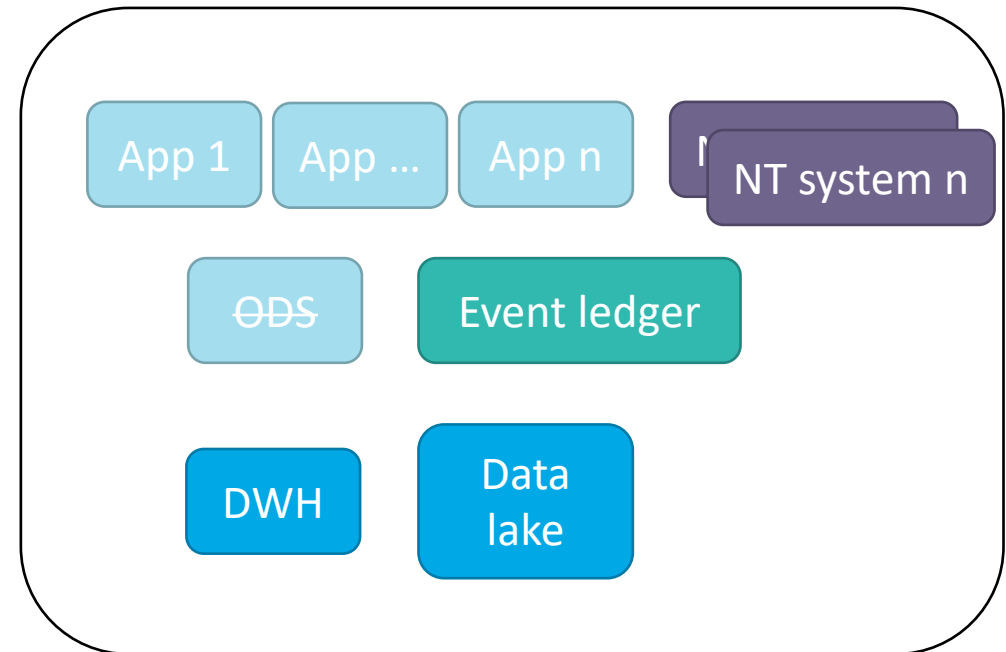 App 1
App ...
App n
NT system n
ODS
Event ledger
DWH
Data
lake